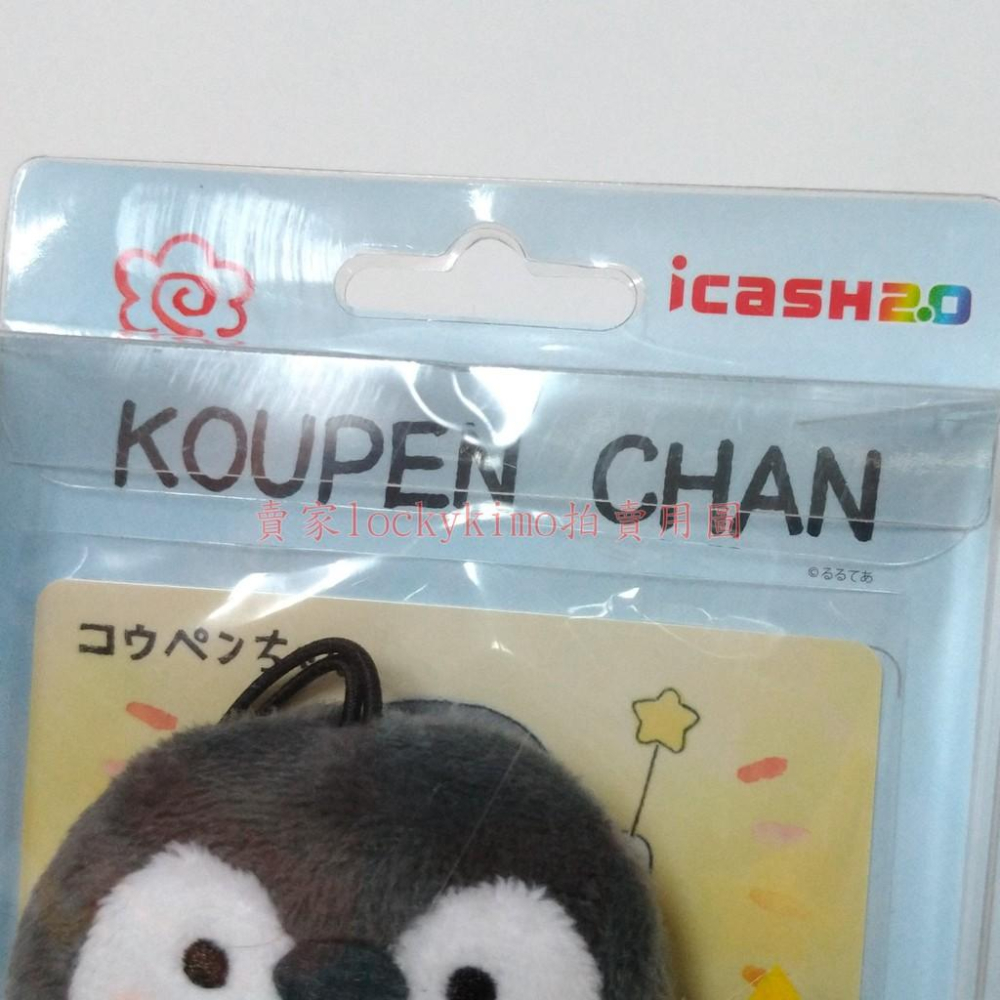 icash2.0
KOUPEN CHAN
賣家lockykimo拍賣用圖
©るるてあ
コウペンち